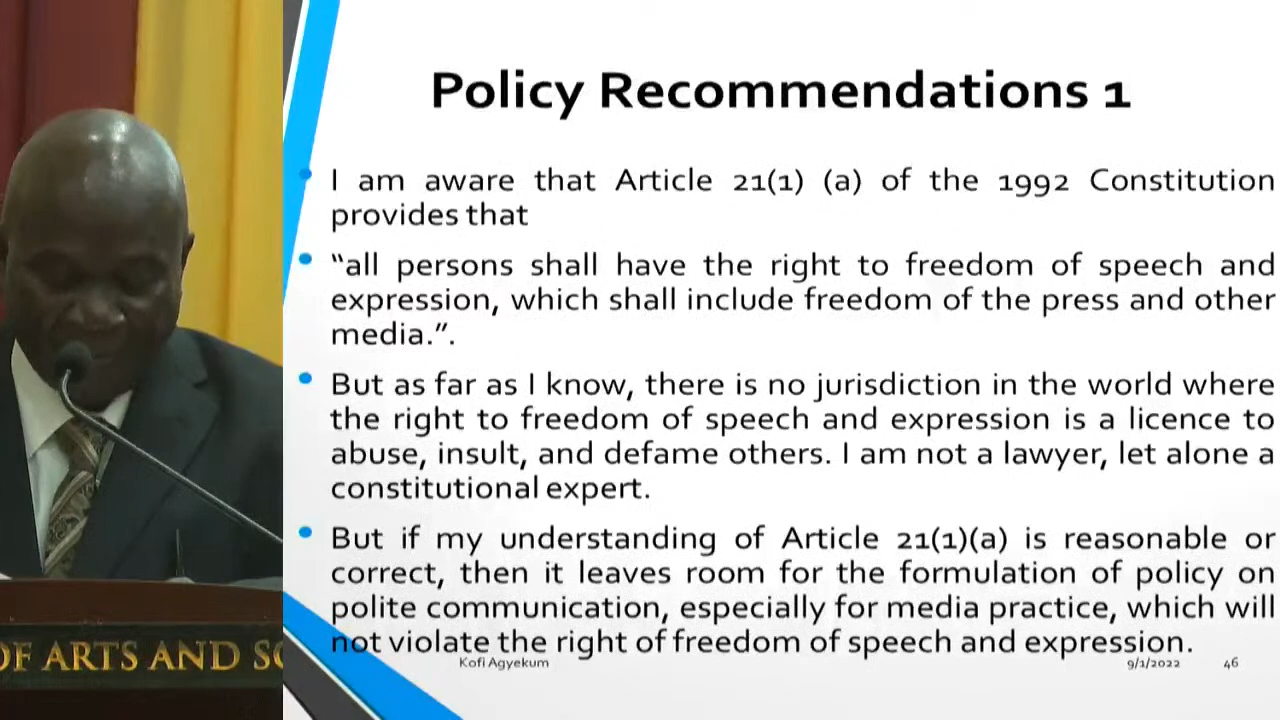 Policy Recommendations 1
• I am aware that Article 21(1) (a) of the 1992 Constitution
provides that
• “all persons shall have the right to freedom of speech and
expression, which shall include freedom of the press and other
media.”.
• But as far as I know, there is no jurisdiction in the world where
the right to freedom of speech and expression is a licence to
abuse, insult, and defame others. I am not a lawyer, let alone a
constitutional expert.
• But if my understanding of Article 21(1)(a) is reasonable or
correct, then it leaves room for the formulation of policy on
polite communication, especially for media practice, which will
not violate the right of freedom of speech and expression.
Kofi Agyekum 9/1/2022 46
OF ARTS AND SC